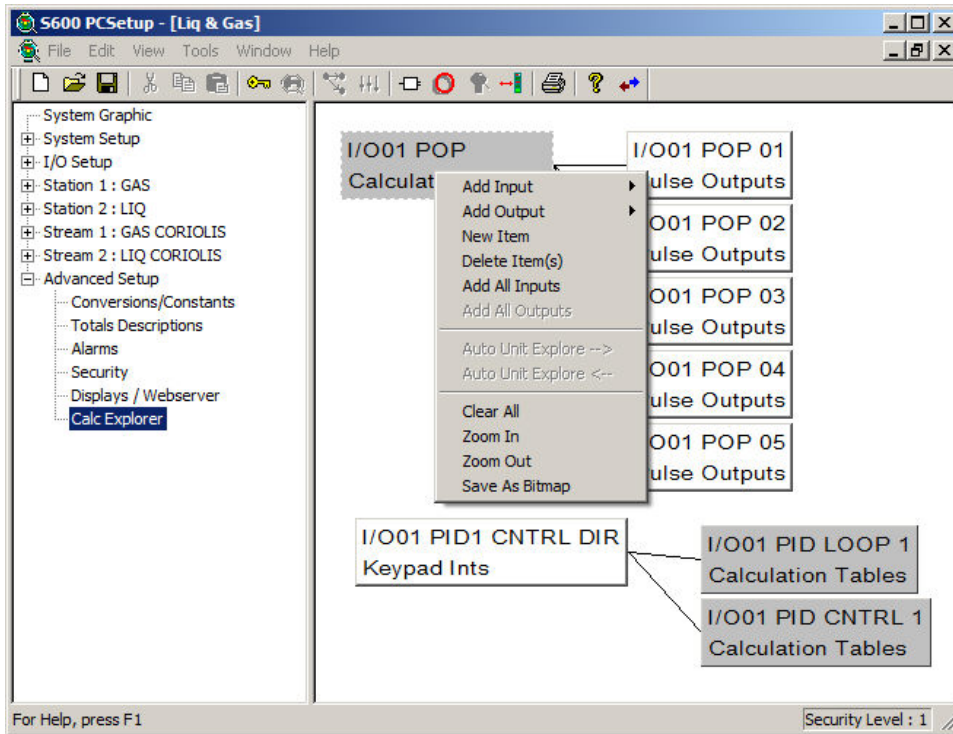 S600 PCSetup - [Liq & Gas]
File Edit View Tools Window Help
System Graphic
System Setup
I/O Setup
Station 1 : GAS
Station 2 : LIQ
Stream 1 : GAS CORIOLIS
Stream 2 : LIQ CORIOLIS
Advanced Setup
Conversions/Constants
Totals Descriptions
Alarms
Security
Displays / Webserver
Calc Explorer
I/O01 POP
Calculat
I/O01 POP 01
ulse Outputs
O01 POP 02
ulse Outputs
O01 POP 03
ulse Outputs
O01 POP 04
ulse Outputs
O01 POP 05
ulse Outputs
Add Input
Add Output
New Item
Delete Item(s)
Add All Inputs
Add All Outputs
Auto Unit Explore -->
Auto Unit Explore <--
Clear All
Zoom In
Zoom Out
Save As Bitmap
I/O01 PID1 CNTRL DIR
Keypad Ints
I/O01 PID LOOP 1
Calculation Tables
I/O01 PID CNTRL 1
Calculation Tables
For Help, press F1
Security Level : 1